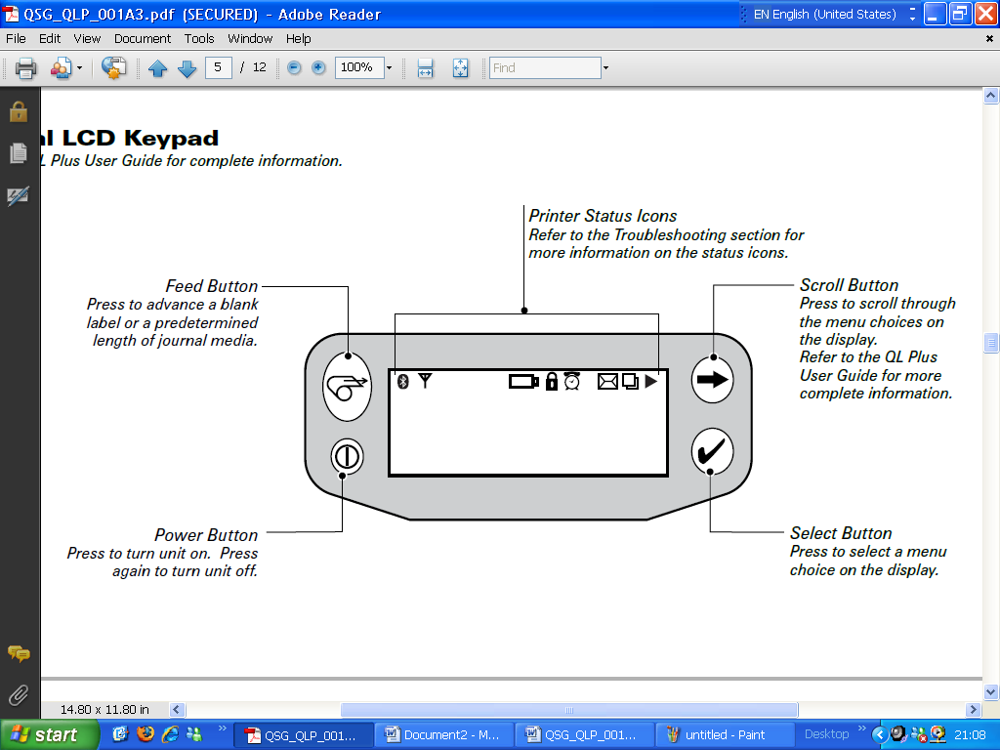 QSG_QLP_001A3.pdf (SECURED) - Adobe Reader
EN English (United States)
File Edit View Document Tools Window Help
5 / 12 100% Find
al LCD Keypad
L Plus User Guide for complete information.
Printer Status Icons
Refer to the Troubleshooting section for
more information on the status icons.
Feed Button
Press to advance a blank
label or a predetermined
length of journal media.
Scroll Button
Press to scroll through
the menu choices on
the display.
Refer to the QL Plus
User Guide for more
complete information.
Power Button
Press to turn unit on. Press
again to turn unit off.
Select Button
Press to select a menu
choice on the display.
14.80 x 11.80 in
start
QSG_QLP_001...
Document2 - M...
QSG_QLP_001...
untitled - Paint
Desktop
21:08